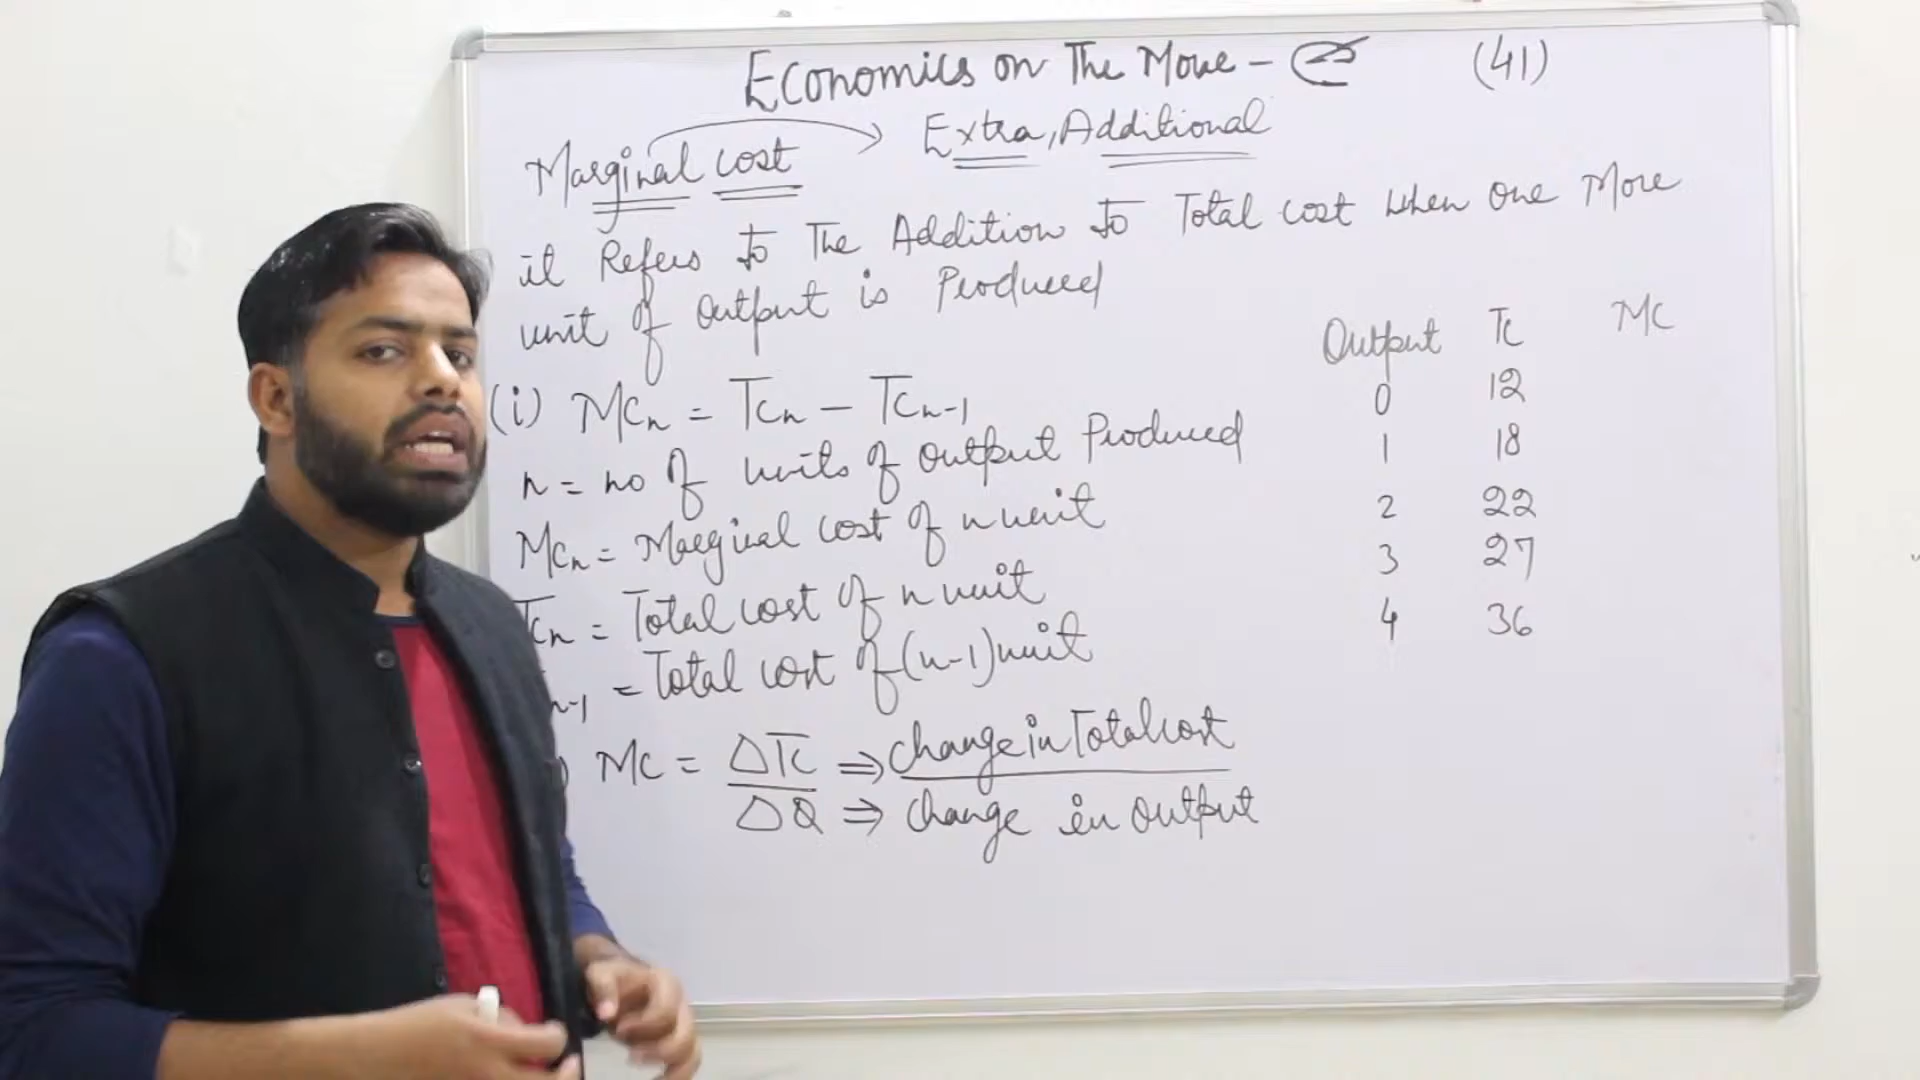 Economics on The Move - (41)
Marginal cost → Extra, Additional
it Refers to The Addition to Total cost when one More
unit of output is Produced
(i) MCn = TCn - TCn-1
n = no of units of output Produced
MCn = Marginal cost of n unit
TCn = Total cost of n unit
n-1 = Total cost of (n-1) unit
) MC = ΔTC ⇒ change in Total cost
ΔQ ⇒ change in output
Output TC MC
0 12
1 18
2 22
3 27
4 36